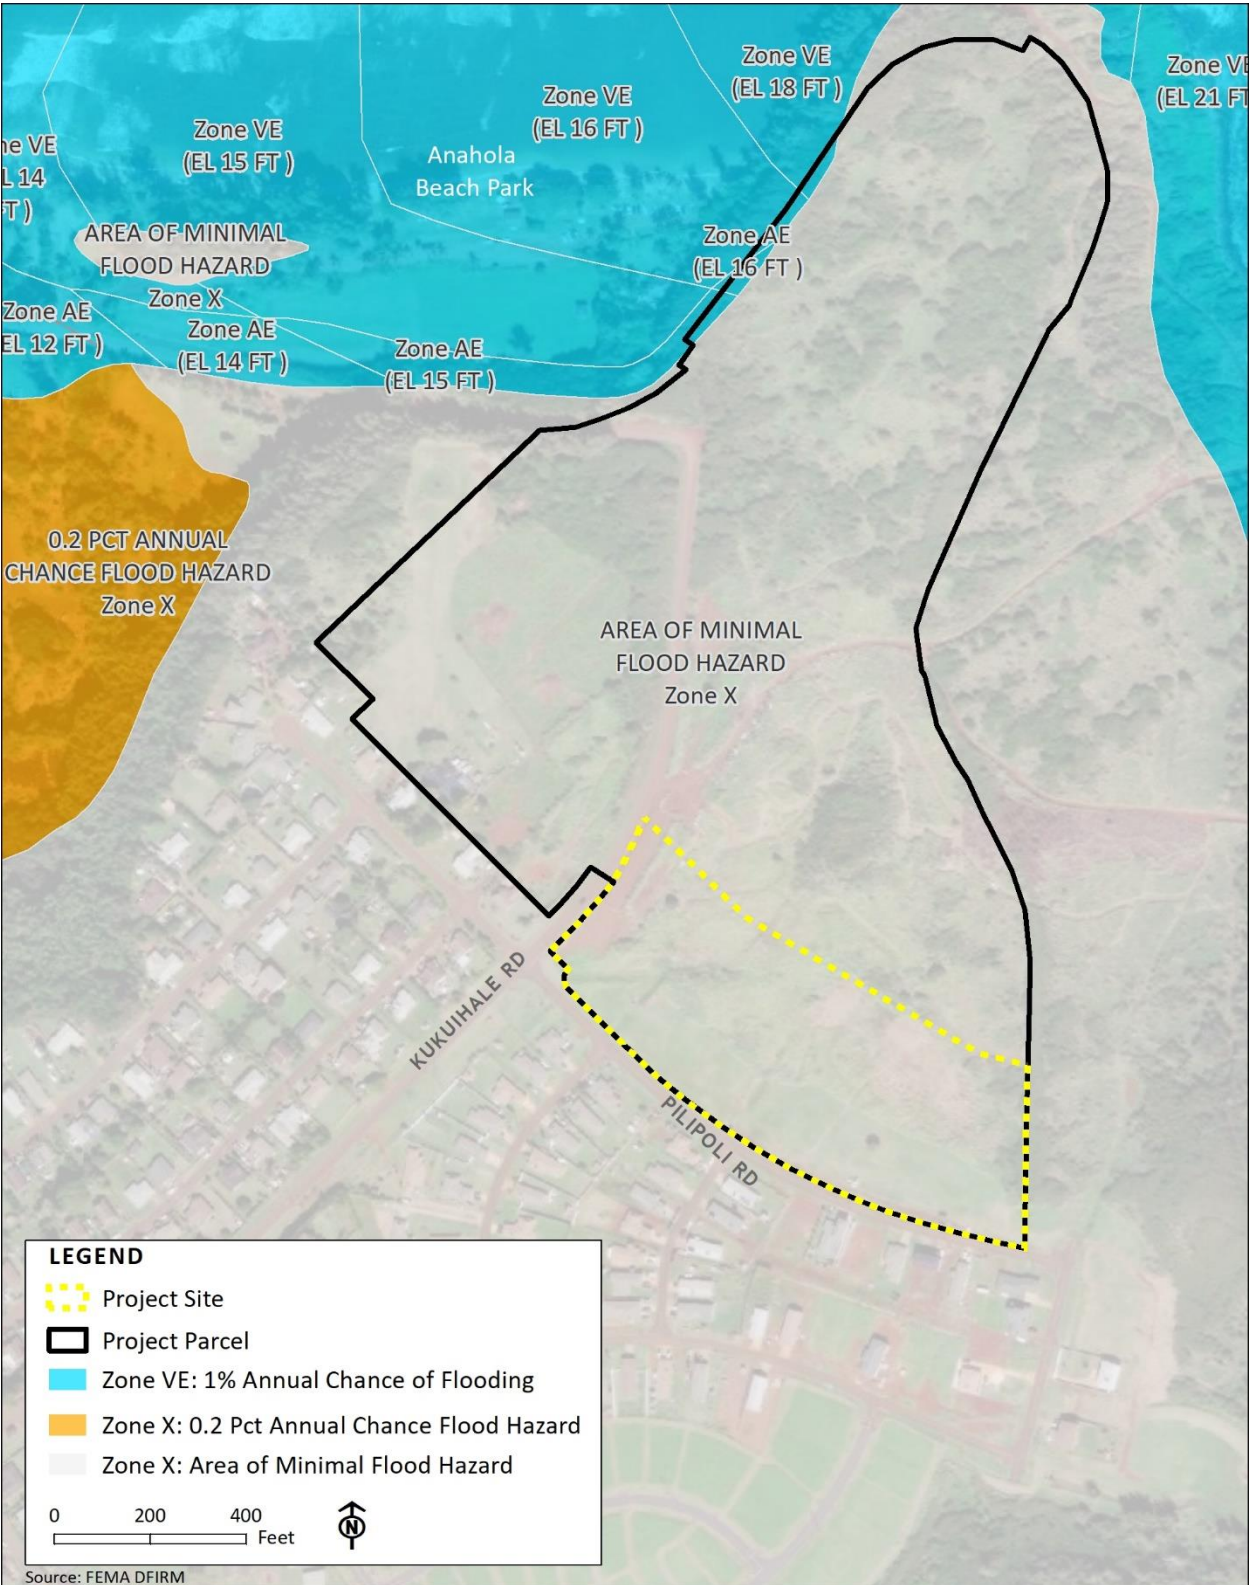 Zone VE
(EL 18 FT )
Zone VE
(EL 21 FT
Zone VE
(EL 16 FT )
Zone VE
(EL 15 FT )
ne VE
L 14
FT )
Anahola
Beach Park
AREA OF MINIMAL
FLOOD HAZARD
Zone X
Zone AE
(EL 16 FT )
Zone AE
EL 12 FT )
Zone AE
(EL 14 FT )
Zone AE
(EL 15 FT )
0.2 PCT ANNUAL
CHANCE FLOOD HAZARD
Zone X
AREA OF MINIMAL
FLOOD HAZARD
Zone X
KUKUIHALE RD
PILIPOLI RD
LEGEND
Project Site
Project Parcel
Zone VE: 1% Annual Chance of Flooding
Zone X: 0.2 Pct Annual Chance Flood Hazard
Zone X: Area of Minimal Flood Hazard
0 200 400
Feet
N
Source: FEMA DFIRM